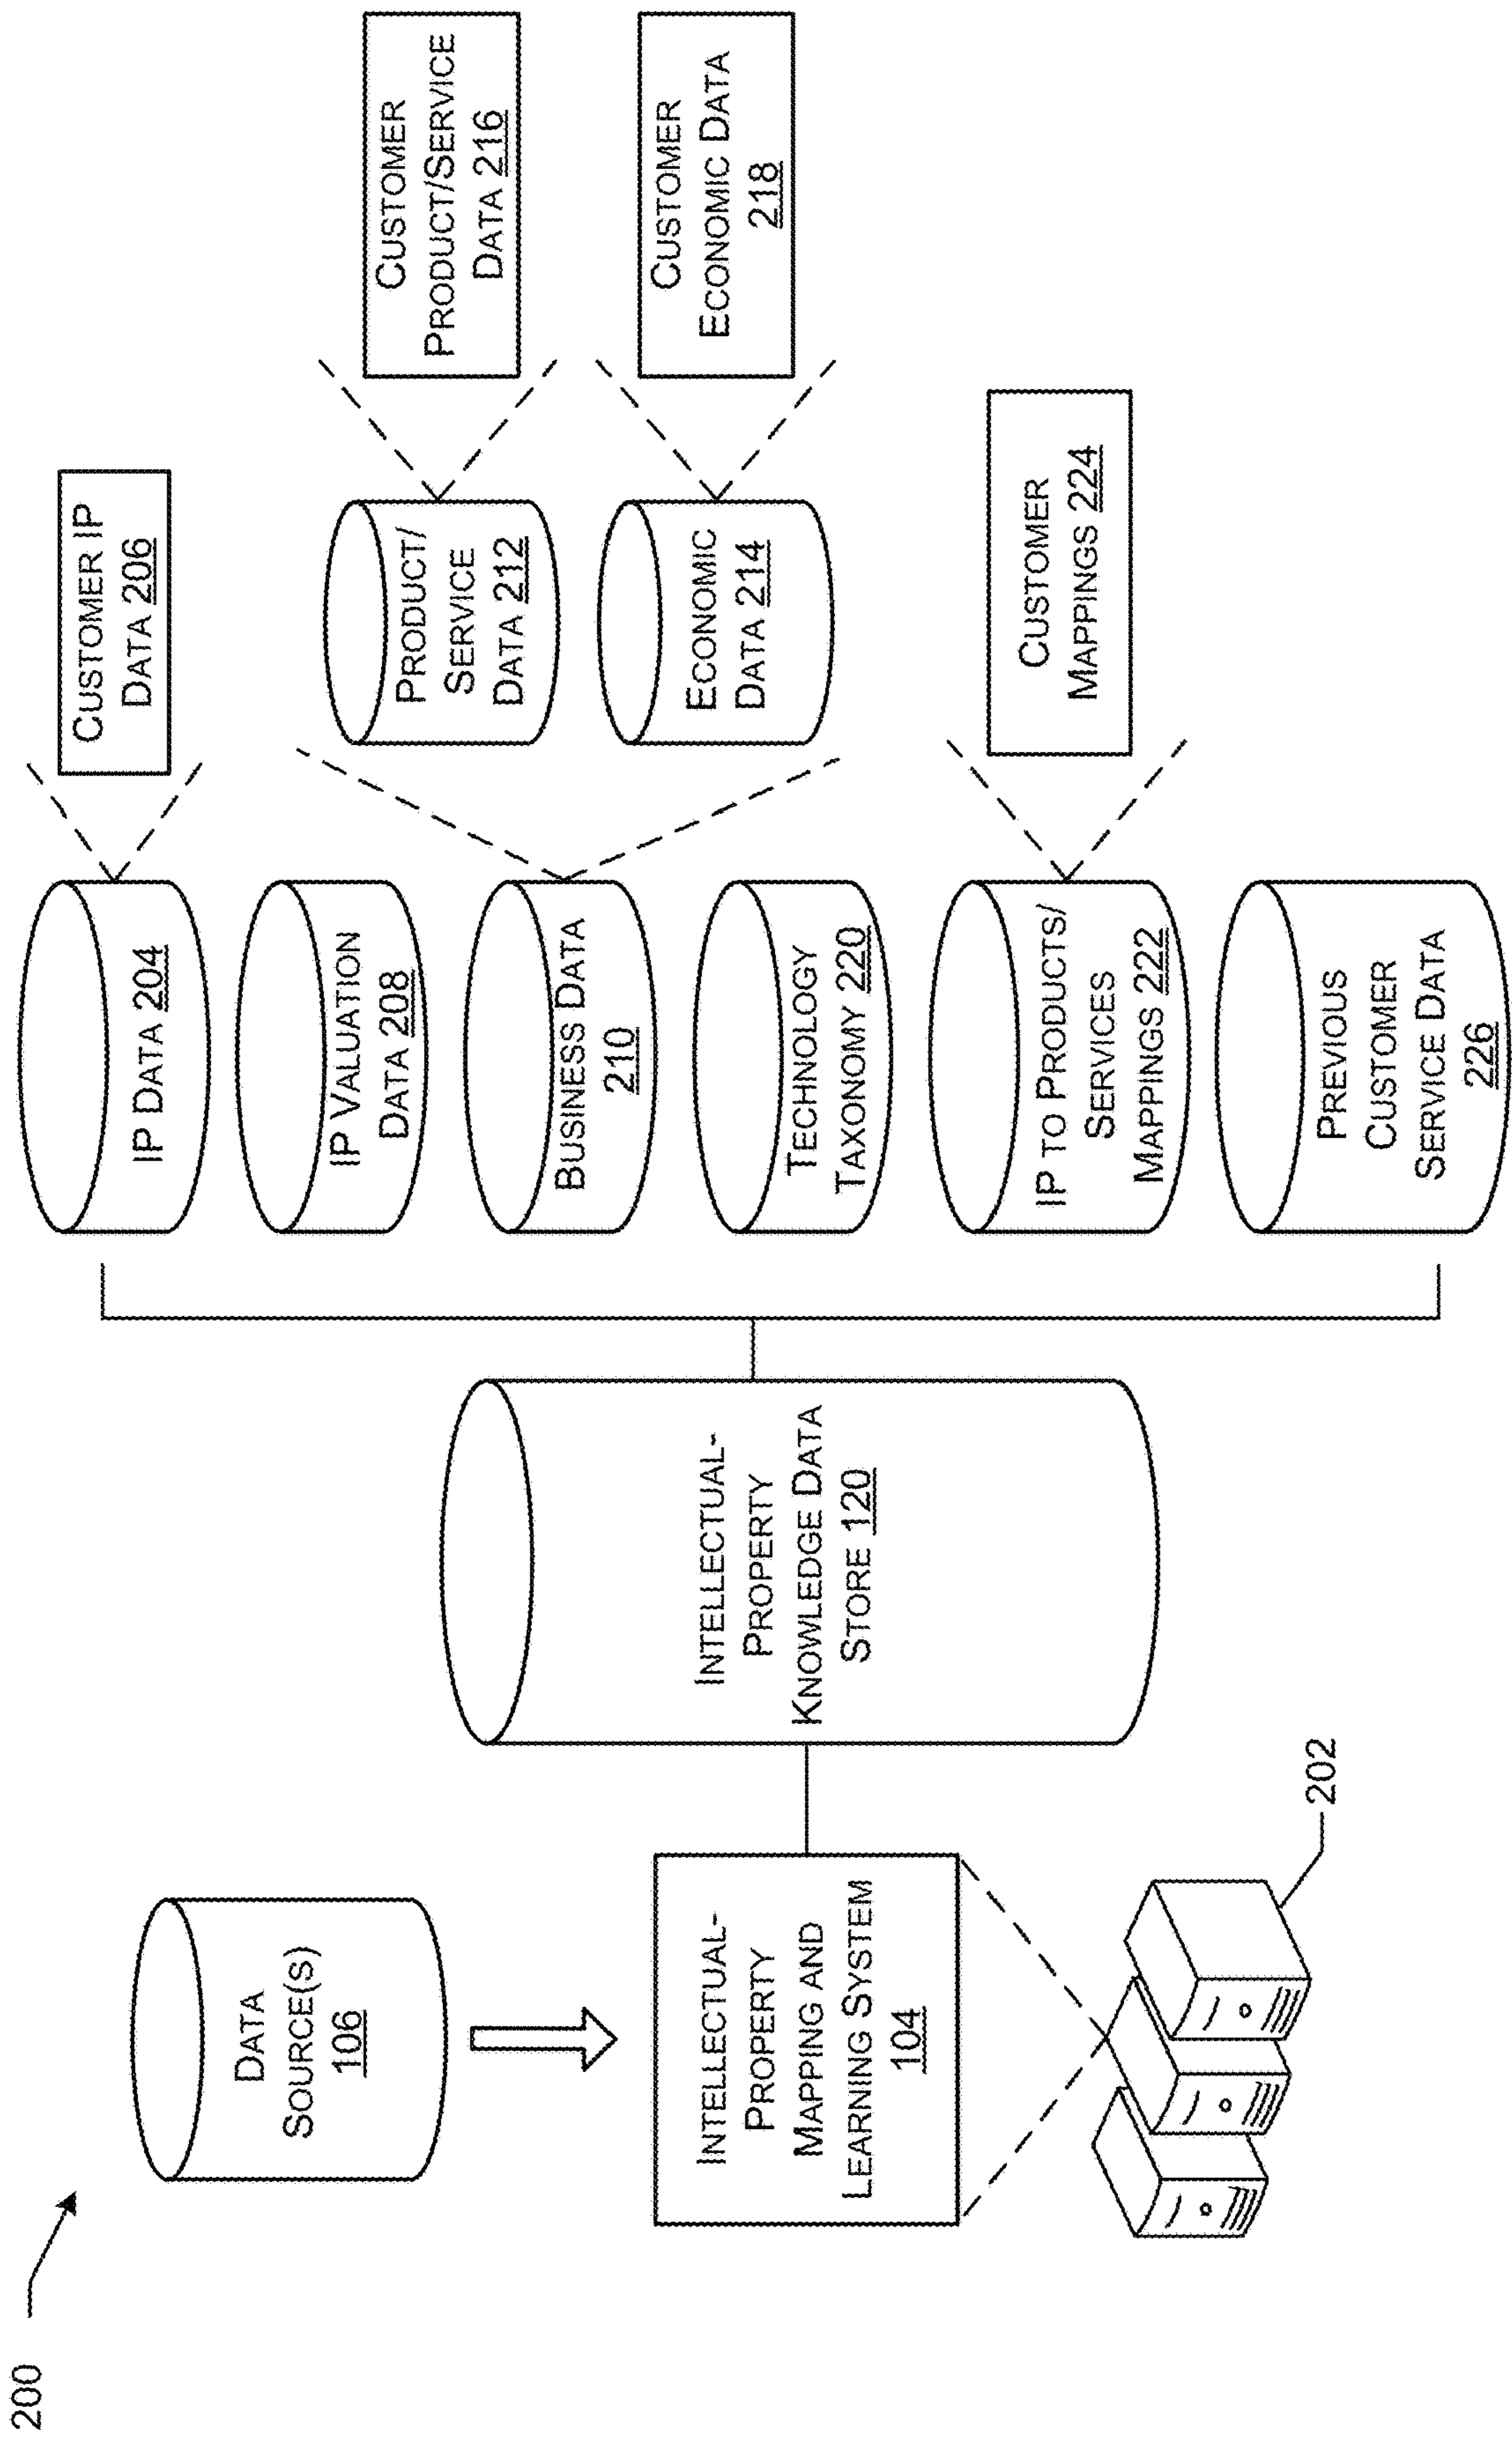 200
DATA
SOURCE(S)
106
INTELLECTUAL-
PROPERTY
MAPPING AND
LEARNING SYSTEM
104
202
INTELLECTUAL-
PROPERTY
KNOWLEDGE DATA
STORE 120
IP DATA 204
IP VALUATION
DATA 208
BUSINESS DATA
210
TECHNOLOGY
TAXONOMY 220
IP TO PRODUCTS/
SERVICES
MAPPINGS 222
PREVIOUS
CUSTOMER
SERVICE DATA
226
CUSTOMER IP
DATA 206
PRODUCT/
SERVICE
DATA 212
ECONOMIC
DATA 214
CUSTOMER
PRODUCT/SERVICE
DATA 216
CUSTOMER
ECONOMIC DATA
218
CUSTOMER
MAPPINGS 224